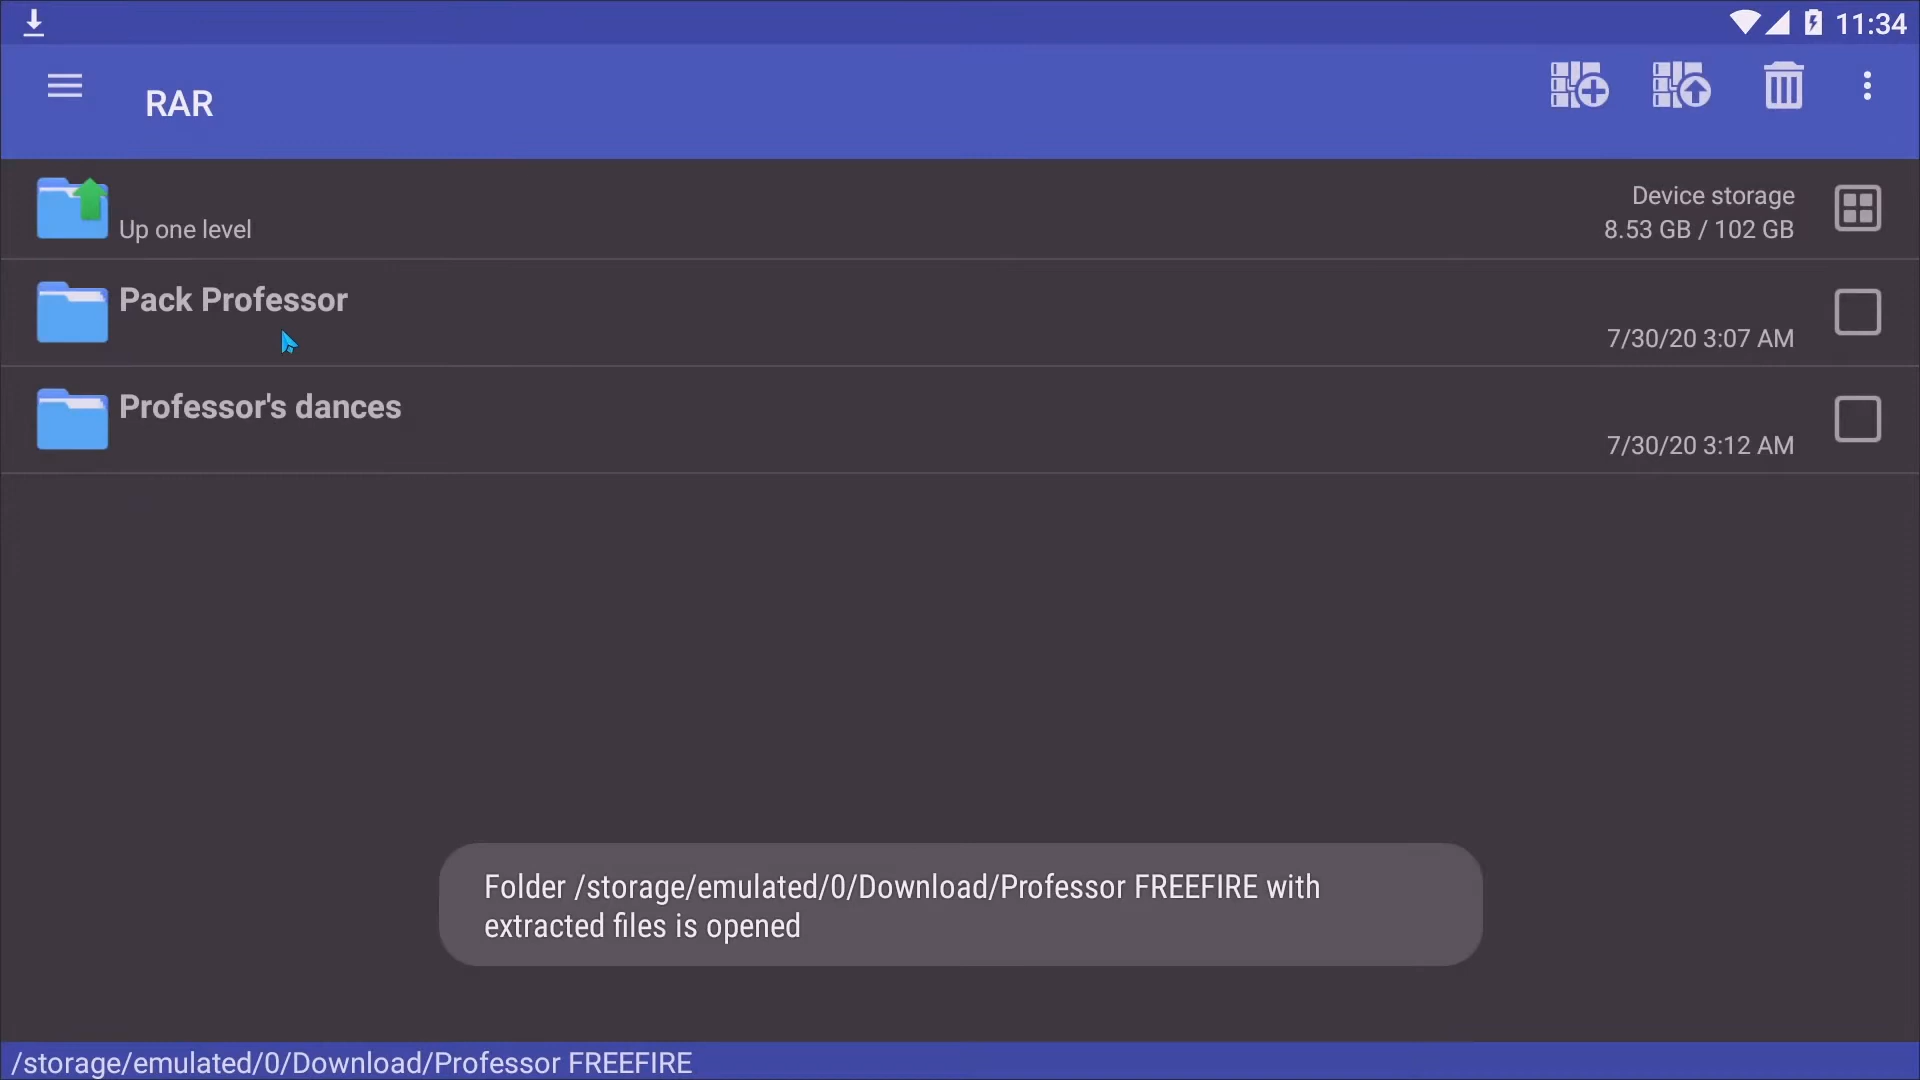 11:34
RAR
Up one level
Device storage
8.53 GB / 102 GB
Pack Professor
7/30/20 3:07 AM
Professor's dances
7/30/20 3:12 AM
Folder /storage/emulated/0/Download/Professor FREEFIRE with
extracted files is opened
/storage/emulated/0/Download/Professor FREEFIRE